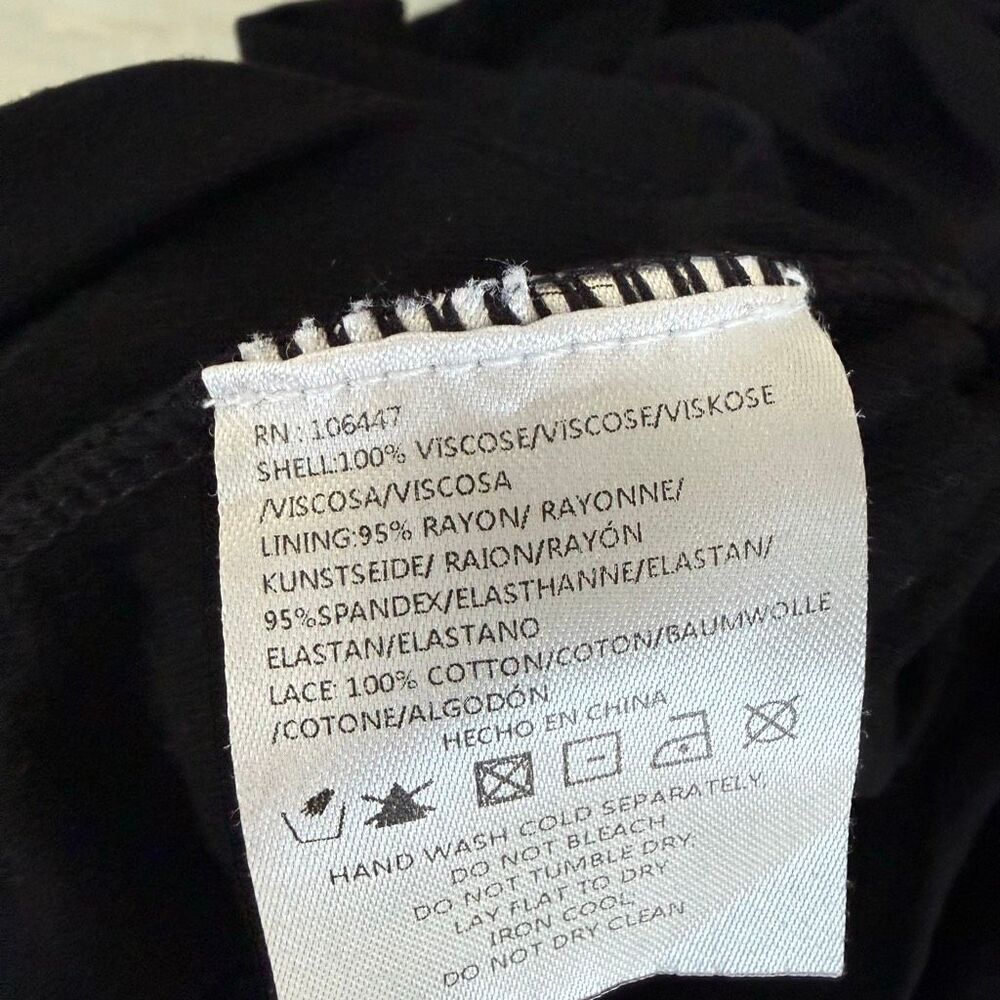 RN : 106447
SHELL:100% VISCOSE/VISCOSE/VISKOSE
/VISCOSA/VISCOSA
LINING:95% RAYON/ RAYONNE/
KUNSTSEIDE/ RAION/RAYÓN
95%SPANDEX/ELASTHANNE/ELASTAN/
ELASTAN/ELASTANO
LACE: 100% COTTON/COTON/BAUMWOLLE
/COTONE/ALGODÓN
HECHO EN CHINA
HAND WASH COLD SEPARATELY,
DO NOT BLEACH
DO NOT TUMBLE DRY.
LAY FLAT TO DRY
IRON COOL
DO NOT DRY CLEAN